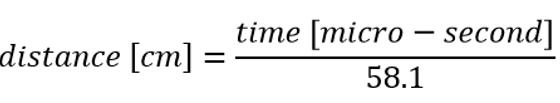 distance [cm] = time [micro − second] / 58.1